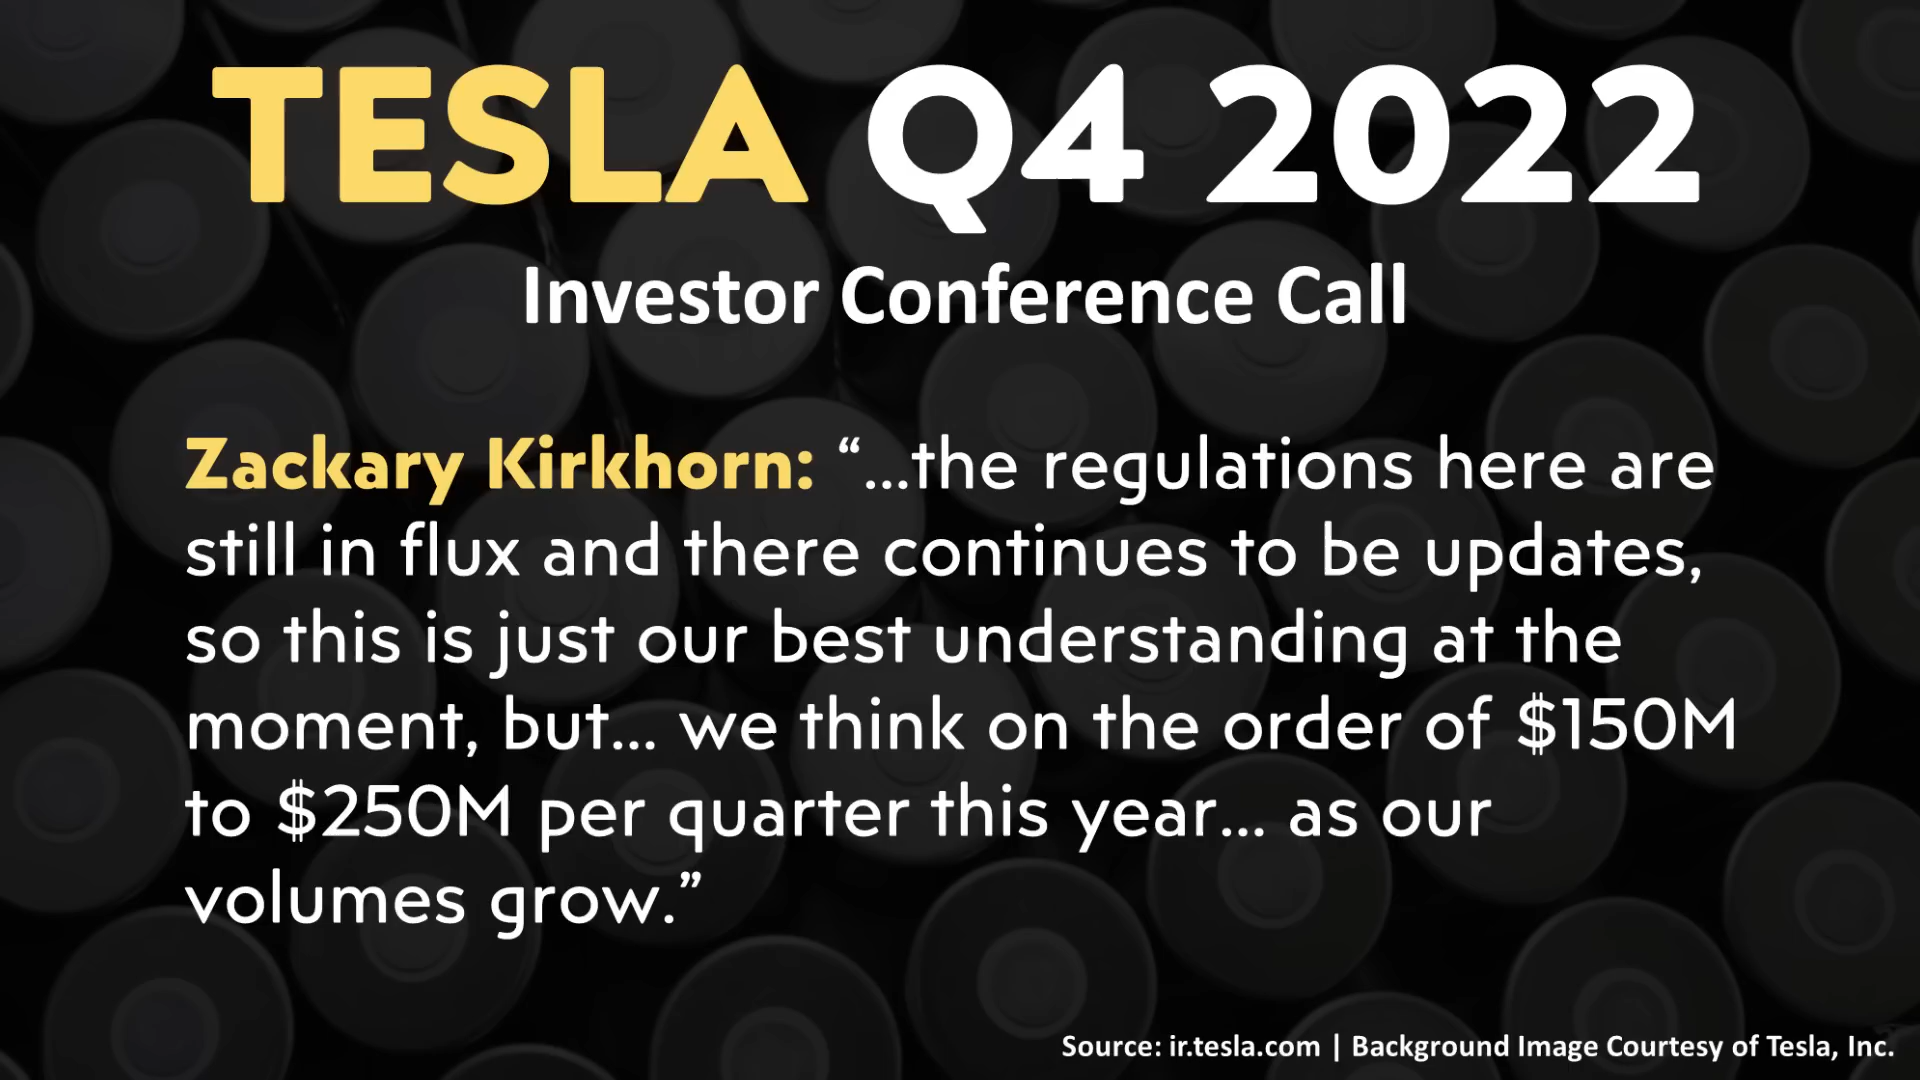 TESLA Q4 2022
Investor Conference Call
Zackary Kirkhorn: “...the regulations here are
still in flux and there continues to be updates,
so this is just our best understanding at the
moment, but... we think on the order of $150M
to $250M per quarter this year... as our
volumes grow.”
Source: ir.tesla.com | Background Image Courtesy of Tesla, Inc.